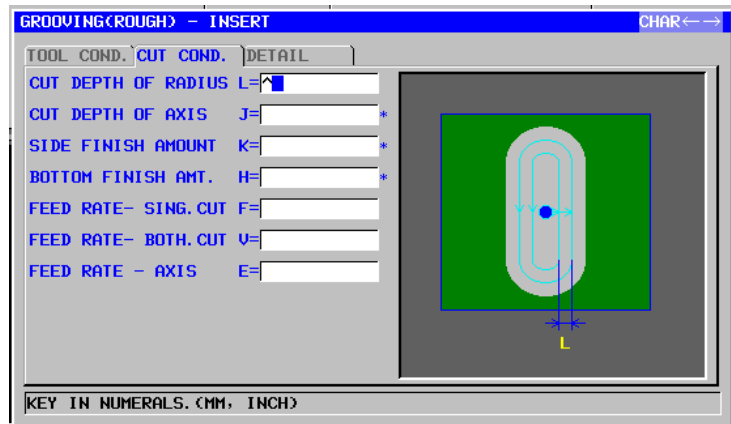 GROOVING(ROUGH) - INSERT CHAR←→
TOOL COND. CUT COND. DETAIL
CUT DEPTH OF RADIUS L=^
CUT DEPTH OF AXIS J= *
SIDE FINISH AMOUNT K= *
BOTTOM FINISH AMT. H= *
FEED RATE- SING.CUT F=
FEED RATE- BOTH.CUT V=
FEED RATE - AXIS E=
L
KEY IN NUMERALS.(MM, INCH)